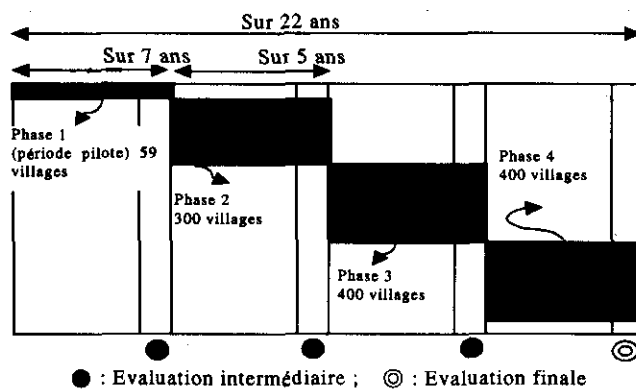 Sur 22 ans
Sur 7 ans
Sur 5 ans
Phase 1
(période pilote) 59
villages
Phase 2
300 villages
Phase 3
400 villages
Phase 4
400 villages
: Evaluation intermédiaire ;
: Evaluation finale